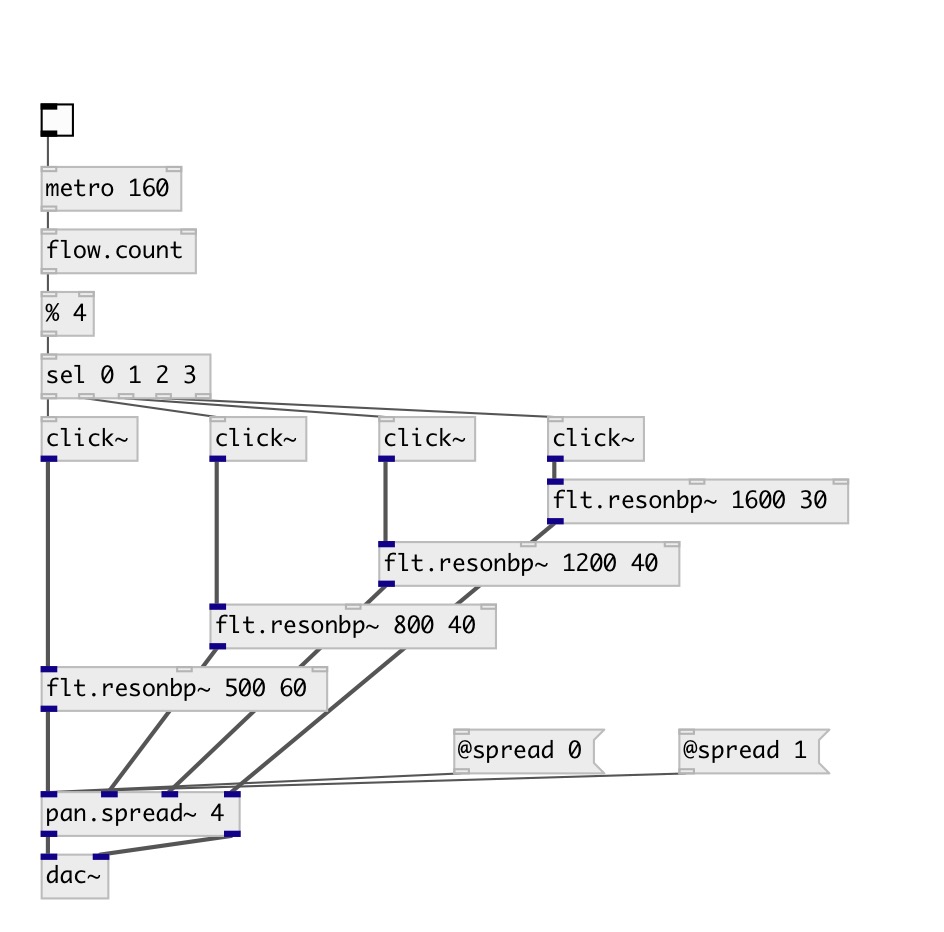 metro 160
flow.count
% 4
sel 0 1 2 3
click~ click~ click~ click~
flt.resonbp~ 1600 30
flt.resonbp~ 1200 40
flt.resonbp~ 800 40
flt.resonbp~ 500 60
@spread 0 @spread 1
pan.spread~ 4
dac~